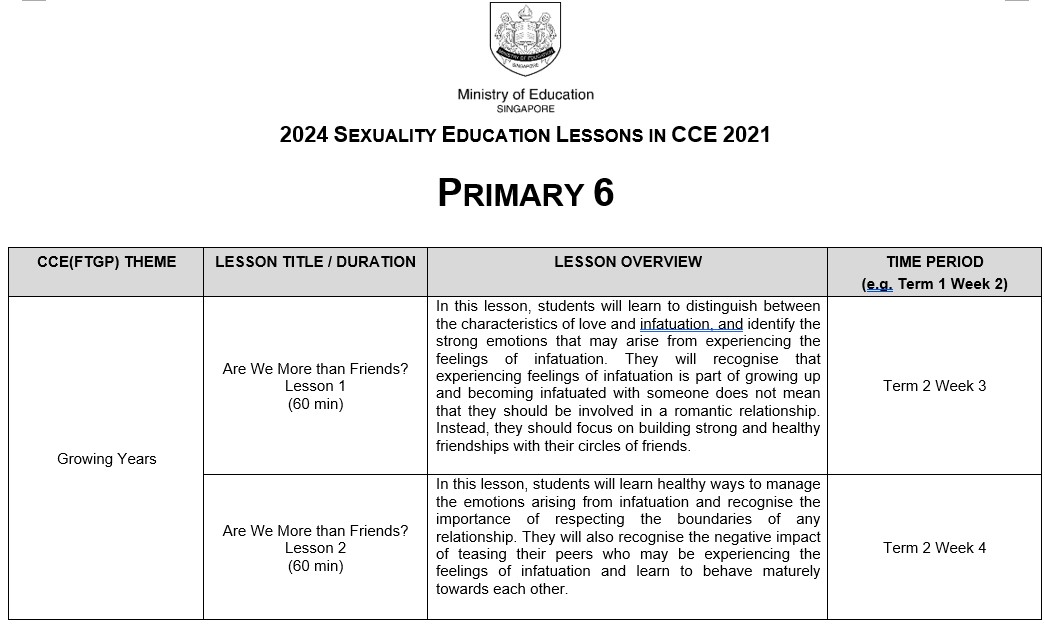 Ministry of Education
SINGAPORE
2024 SEXUALITY EDUCATION LESSONS IN CCE 2021
PRIMARY 6
CCE(FTGP) THEME
LESSON TITLE / DURATION
LESSON OVERVIEW
TIME PERIOD
(e.g. Term 1 Week 2)
Growing Years
Are We More than Friends?
Lesson 1
(60 min)
In this lesson, students will learn to distinguish between
the characteristics of love and infatuation, and identify the
strong emotions that may arise from experiencing the
feelings of infatuation. They will recognise that
experiencing feelings of infatuation is part of growing up
and becoming infatuated with someone does not mean
that they should be involved in a romantic relationship.
Instead, they should focus on building strong and healthy
friendships with their circles of friends.
Term 2 Week 3
Are We More than Friends?
Lesson 2
(60 min)
In this lesson, students will learn healthy ways to manage
the emotions arising from infatuation and recognise the
importance of respecting the boundaries of any
relationship. They will also recognise the negative impact
of teasing their peers who may be experiencing the
feelings of infatuation and learn to behave maturely
towards each other.
Term 2 Week 4